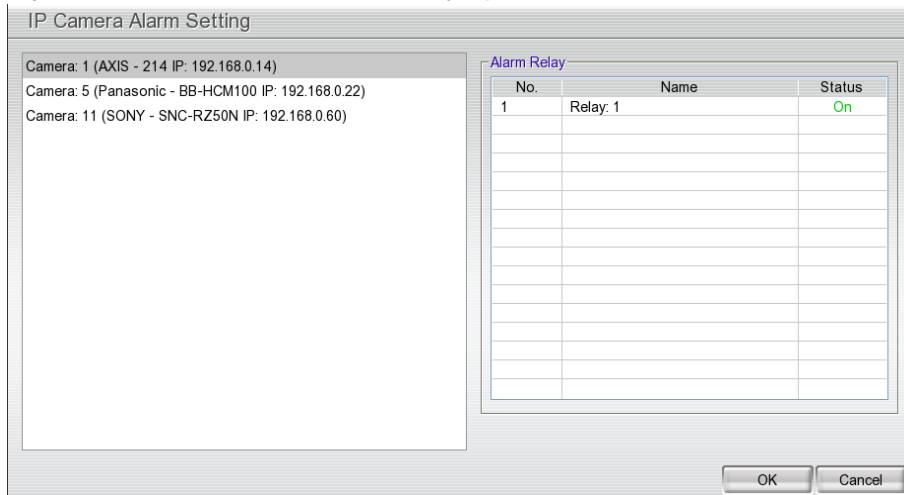 IP Camera Alarm Setting
Camera: 1 (AXIS - 214 IP: 192.168.0.14)
Camera: 5 (Panasonic - BB-HCM100 IP: 192.168.0.22)
Camera: 11 (SONY - SNC-RZ50N IP: 192.168.0.60)
Alarm Relay
No. Name Status
1 Relay: 1 On
OK Cancel